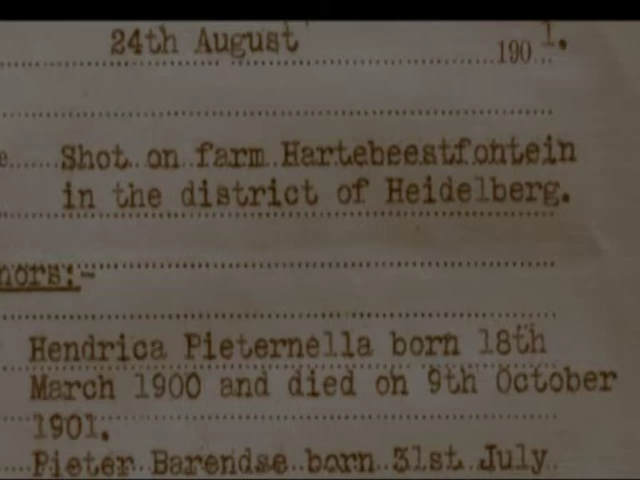 24th August 1901.
e Shot on farm Hartebeestfontein
in the district of Heidelberg.
nors:-
Hendrica Pieternella born 18th
March 1900 and died on 9th October
1901.
Pieter Barendse born 31st July